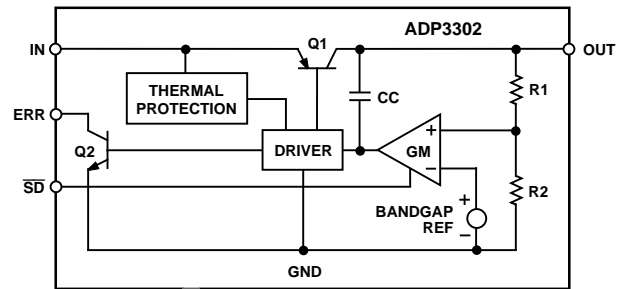 ADP3302
IN
Q1
OUT
THERMAL
PROTECTION
CC
R1
ERR
Q2
DRIVER
+
GM
−
SD
R2
+
BANDGAP
REF
−
GND